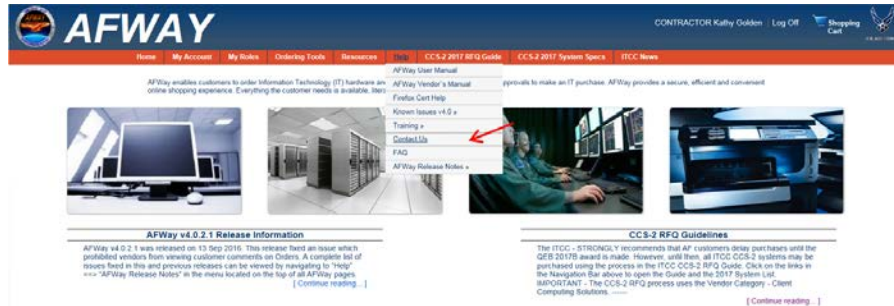 AFWAY
CONTRACTOR Kathy Golden | Log Off Shopping Cart
Home My Account My Roles Ordering Tools Resources Help CCS-2 2017 RFQ Guide CCS-2 2017 System Specs ITCC News
AFWay enables customers to order Information Technology (IT) hardware an
provals to make an IT purchase. AFWay provides a secure, efficient and convenient
online shopping experience. Everything the customer needs is available, litera
AFWay User Manual
AFWay Vendor's Manual
Firefox Cert Help
Known Issues v4.0 »
Training »
Contact Us
FAQ
AFWay Release Notes »
AFWay v4.0.2.1 Release Information
AFWay v4.0.2.1 was released on 13 Sep 2016. This release fixed an issue which
prohibited vendors from viewing customer comments on Orders. A complete list of
issues fixed in this and previous releases can be viewed by navigating to "Help"
==> "AFWay Release Notes" in the menu located on the top of all AFWay pages
[ Continue reading... ]
CCS-2 RFQ Guidelines
The ITCC - STRONGLY recommends that AF customers delay purchases until the
QEB 2017B award is made. However, until then, all ITCC CCS-2 systems may be
purchased using the process in the ITCC CCS-2 RFQ Guide. Click on the links in
the Navigation Bar above to open the Guide and the 2017 System List.
IMPORTANT - The CCS-2 RFQ process uses the Vendor Category - Client
Computing Solutions. ------
[ Continue reading... ]